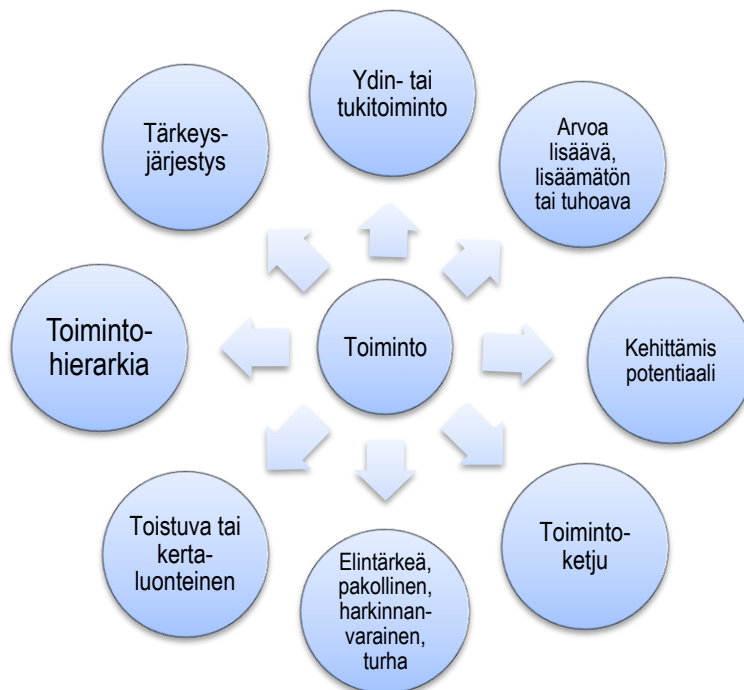 Ydin- tai
tukitoiminto
Arvoa
lisäävä,
lisäämätön
tai tuhoava
Kehittämis
potentiaali
Toiminto-
ketju
Elintärkeä,
pakollinen,
harkinnan-
varainen,
turha
Toistuva tai
kerta-
luonteinen
Toiminto-
hierarkia
Tärkeys-
järjestys
Toiminto